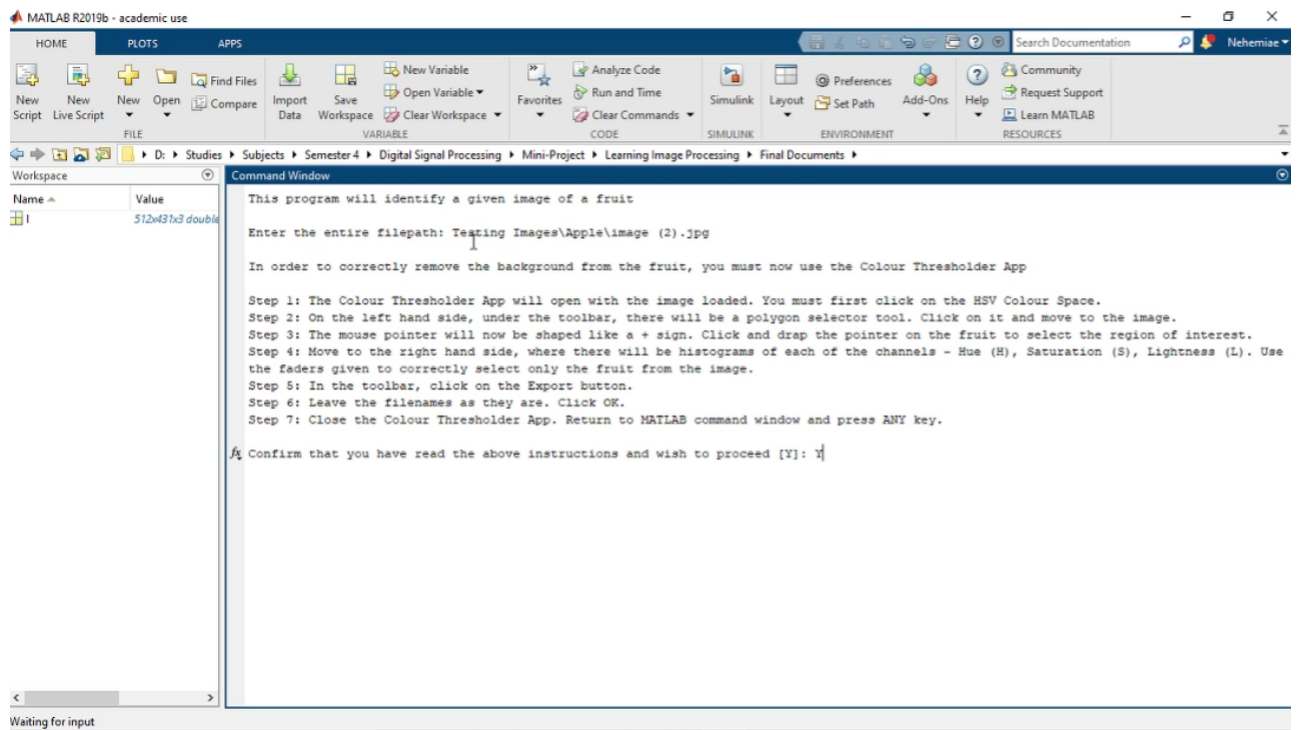 MATLAB R2019b - academic use
HOME PLOTS APPS
Search Documentation
Nehemiae
New Script
New Live Script
New
Open
Find Files
Compare
Import Data
Save Workspace
New Variable
Open Variable
Clear Workspace
Favorites
Analyze Code
Run and Time
Clear Commands
Simulink
Layout
Preferences
Set Path
Add-Ons
Help
Community
Request Support
Learn MATLAB
FILE VARIABLE CODE SIMULINK ENVIRONMENT RESOURCES
D: Studies Subjects Semester 4 Digital Signal Processing Mini-Project Learning Image Processing Final Documents
Workspace
Name Value
I 512x431x3 double
Command Window
This program will identify a given image of a fruit
Enter the entire filepath: Testing Images\Apple\image (2).jpg
In order to correctly remove the background from the fruit, you must now use the Colour Thresholder App
Step 1: The Colour Thresholder App will open with the image loaded. You must first click on the HSV Colour Space.
Step 2: On the left hand side, under the toolbar, there will be a polygon selector tool. Click on it and move to the image.
Step 3: The mouse pointer will now be shaped like a + sign. Click and drap the pointer on the fruit to select the region of interest.
Step 4: Move to the right hand side, where there will be histograms of each of the channels - Hue (H), Saturation (S), Lightness (L). Use
the faders given to correctly select only the fruit from the image.
Step 5: In the toolbar, click on the Export button.
Step 6: Leave the filenames as they are. Click OK.
Step 7: Close the Colour Thresholder App. Return to MATLAB command window and press ANY key.
fx Confirm that you have read the above instructions and wish to proceed [Y]: Y
Waiting for input